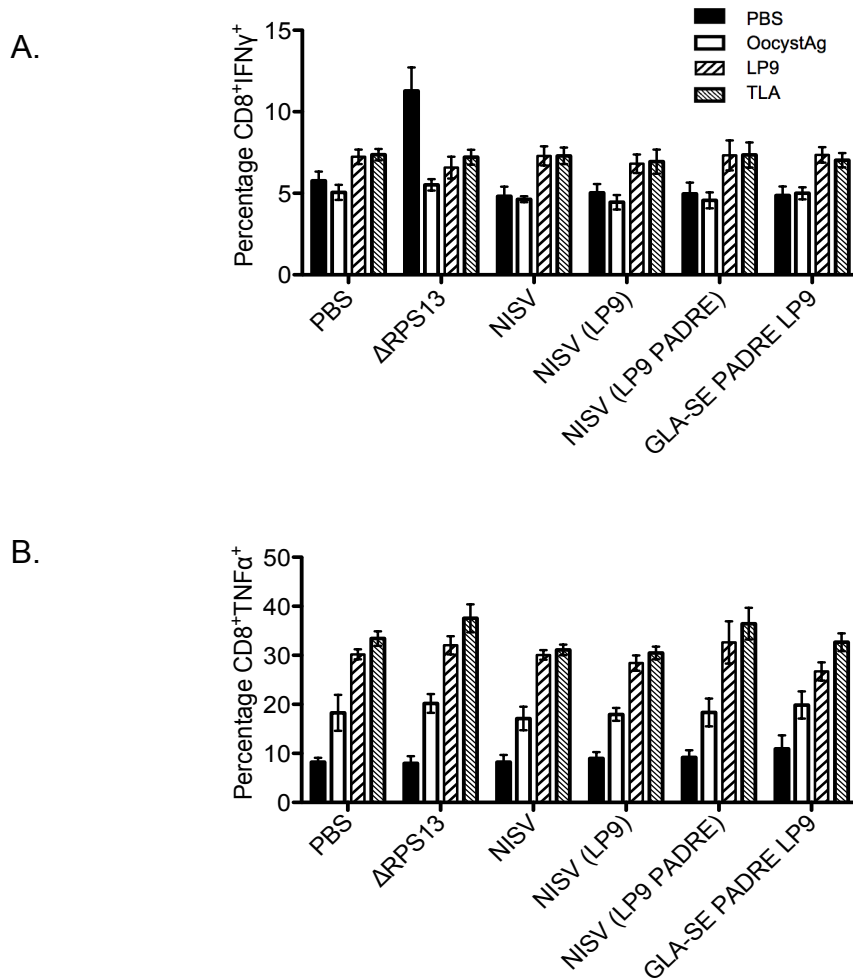 A.
PBS
OocystAg
LP9
TLA
Percentage CD8⁺IFNγ⁺
15
10
5
0
PBS
ΔRPS13
NISV
NISV (LP9)
NISV (LP9 PADRE)
GLA-SE PADRE LP9
B.
Percentage CD8⁺TNFα⁺
50
40
30
20
10
0
PBS
ΔRPS13
NISV
NISV (LP9)
NISV (LP9 PADRE)
GLA-SE PADRE LP9